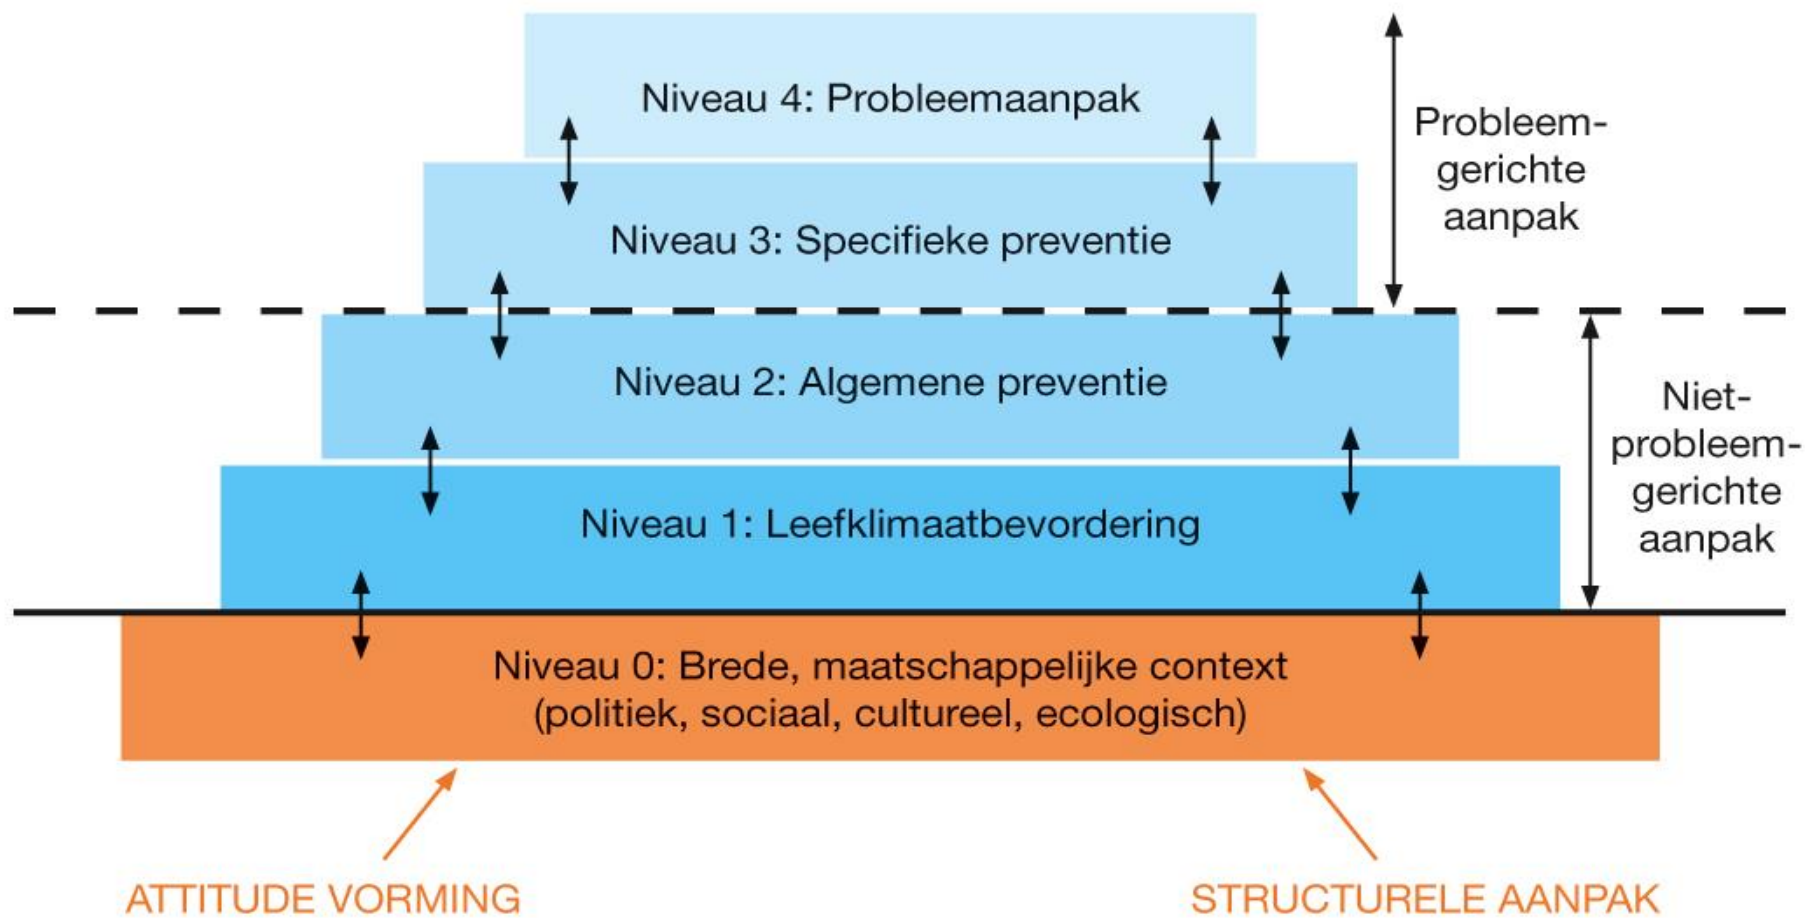 Niveau 4: Probleemaanpak
Probleem-
gerichte
aanpak
Niveau 3: Specifieke preventie
Niveau 2: Algemene preventie
Niet-
probleem-
gerichte
aanpak
Niveau 1: Leefklimaatbevordering
Niveau 0: Brede, maatschappelijke context
(politiek, sociaal, cultureel, ecologisch)
ATTITUDE VORMING
STRUCTURELE AANPAK